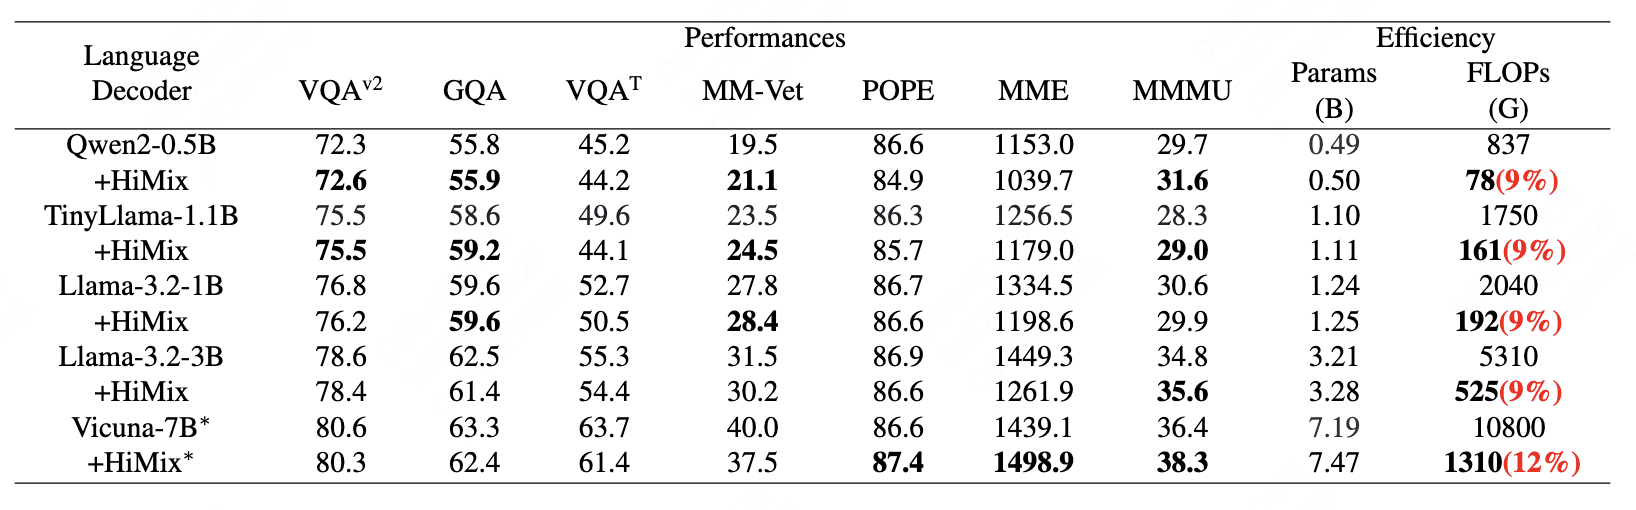 Language Decoder Performances Efficiency
VQA^v2 GQA VQA^T MM-Vet POPE MME MMMU Params (B) FLOPs (G)
Qwen2-0.5B 72.3 55.8 45.2 19.5 86.6 1153.0 29.7 0.49 837
+HiMix 72.6 55.9 44.2 21.1 84.9 1039.7 31.6 0.50 78(9%)
TinyLlama-1.1B 75.5 58.6 49.6 23.5 86.3 1256.5 28.3 1.10 1750
+HiMix 75.5 59.2 44.1 24.5 85.7 1179.0 29.0 1.11 161(9%)
Llama-3.2-1B 76.8 59.6 52.7 27.8 86.7 1334.5 30.6 1.24 2040
+HiMix 76.2 59.6 50.5 28.4 86.6 1198.6 29.9 1.25 192(9%)
Llama-3.2-3B 78.6 62.5 55.3 31.5 86.9 1449.3 34.8 3.21 5310
+HiMix 78.4 61.4 54.4 30.2 86.6 1261.9 35.6 3.28 525(9%)
Vicuna-7B* 80.6 63.3 63.7 40.0 86.6 1439.1 36.4 7.19 10800
+HiMix* 80.3 62.4 61.4 37.5 87.4 1498.9 38.3 7.47 1310(12%)